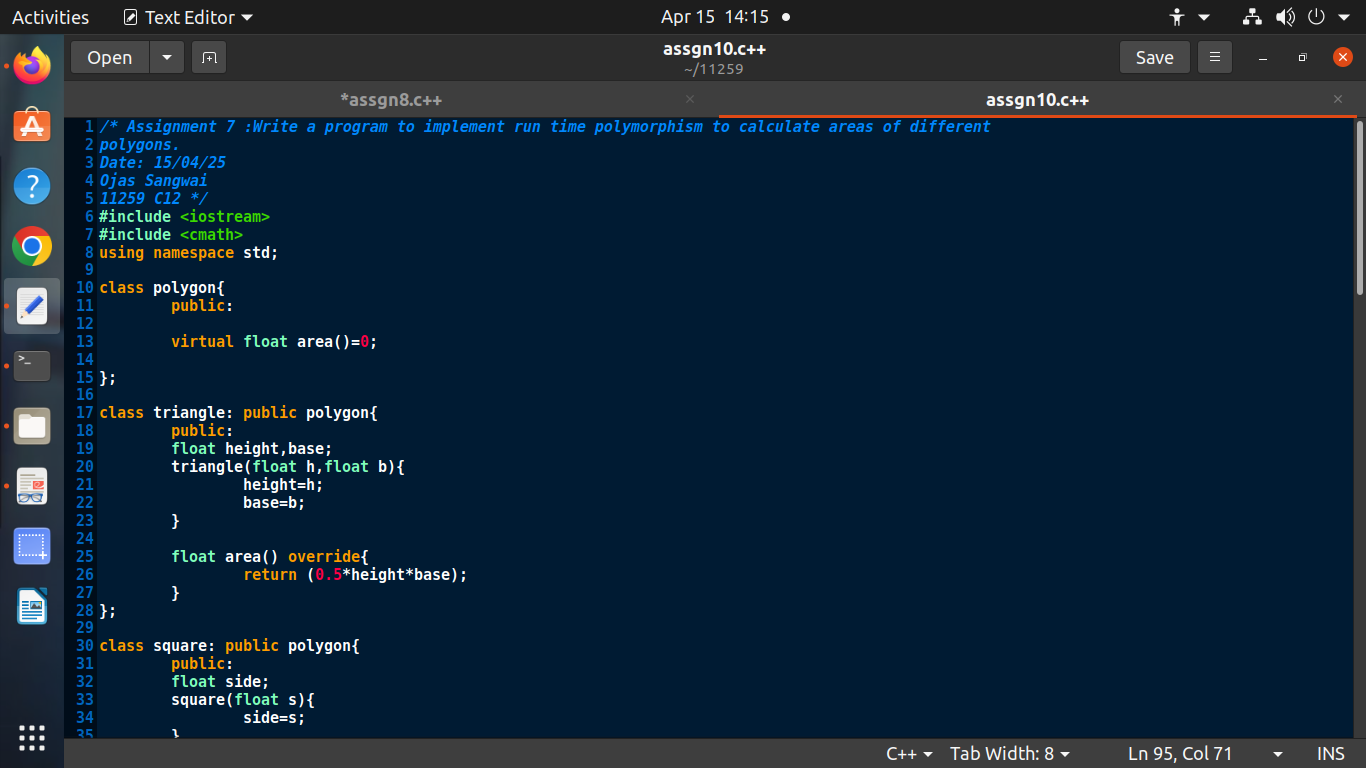 Activities Text Editor Apr 15 14:15
Open assgn10.c++ Save
~/11259
*assgn8.c++ assgn10.c++
1 /* Assignment 7 :Write a program to implement run time polymorphism to calculate areas of different
2 polygons.
3 Date: 15/04/25
4 Ojas Sangwai
5 11259 C12 */
6 #include <iostream>
7 #include <cmath>
8 using namespace std;
9
10 class polygon{
11 public:
12
13 virtual float area()=0;
14
15 };
16
17 class triangle: public polygon{
18 public:
19 float height,base;
20 triangle(float h,float b){
21 height=h;
22 base=b;
23 }
24
25 float area() override{
26 return (0.5*height*base);
27 }
28 };
29
30 class square: public polygon{
31 public:
32 float side;
33 square(float s){
34 side=s;
35 }
C++ Tab Width: 8 Ln 95, Col 71 INS